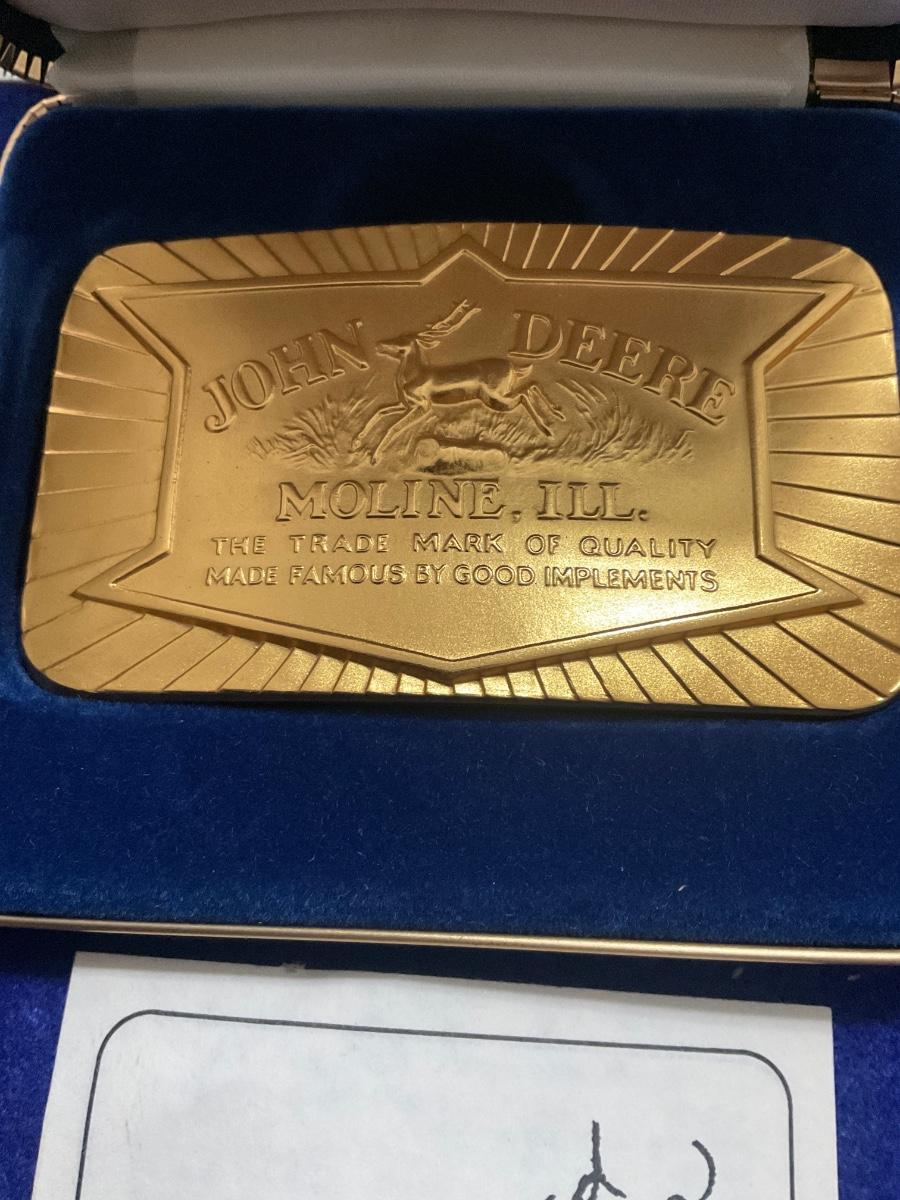 JOHN DEERE
MOLINE, ILL.
THE TRADE MARK OF QUALITY
MADE FAMOUS BY GOOD IMPLEMENTS